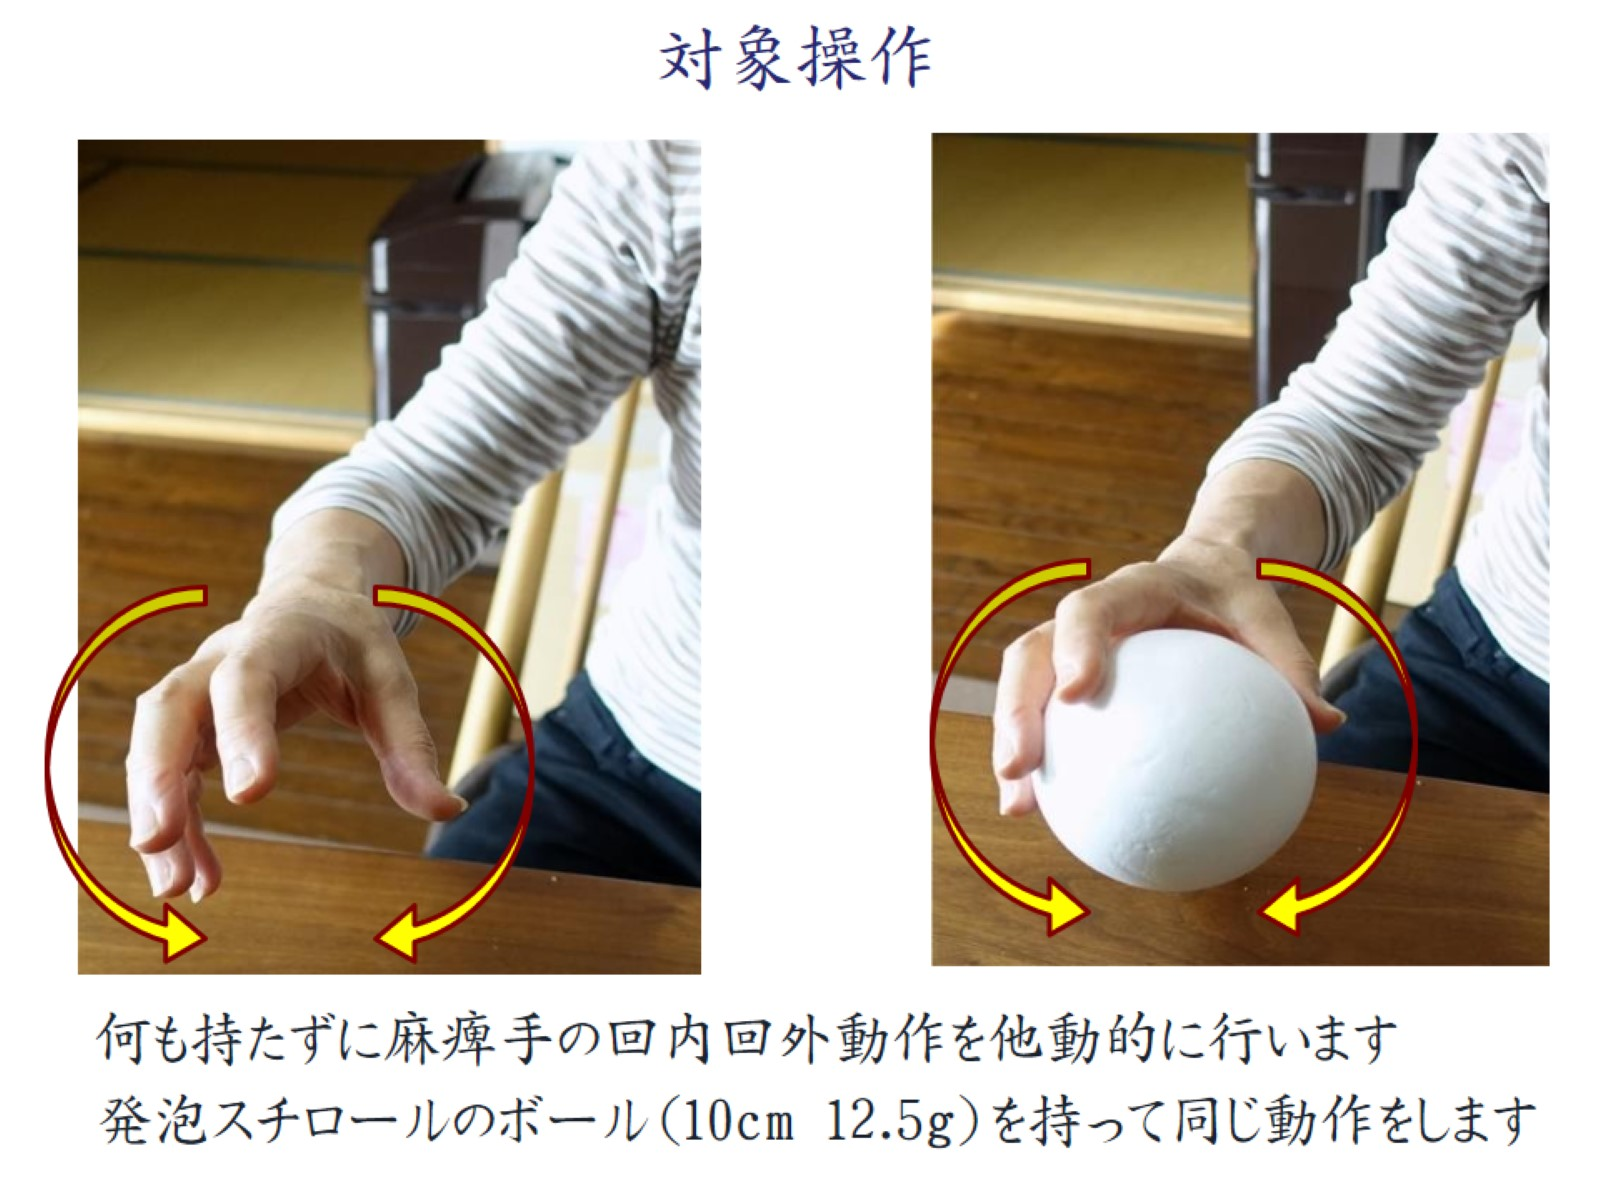 対象操作
何も持たずに麻痺手の回内回外動作を他動的に行います
発泡スチロールのボール(10cm 12.5g)を持って同じ動作をします